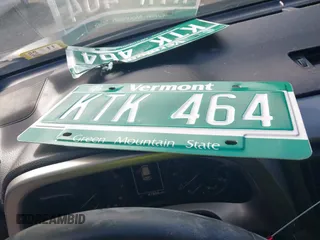 KTK 464
Vermont
KTK 464
Green Mountain State
DREAMBID